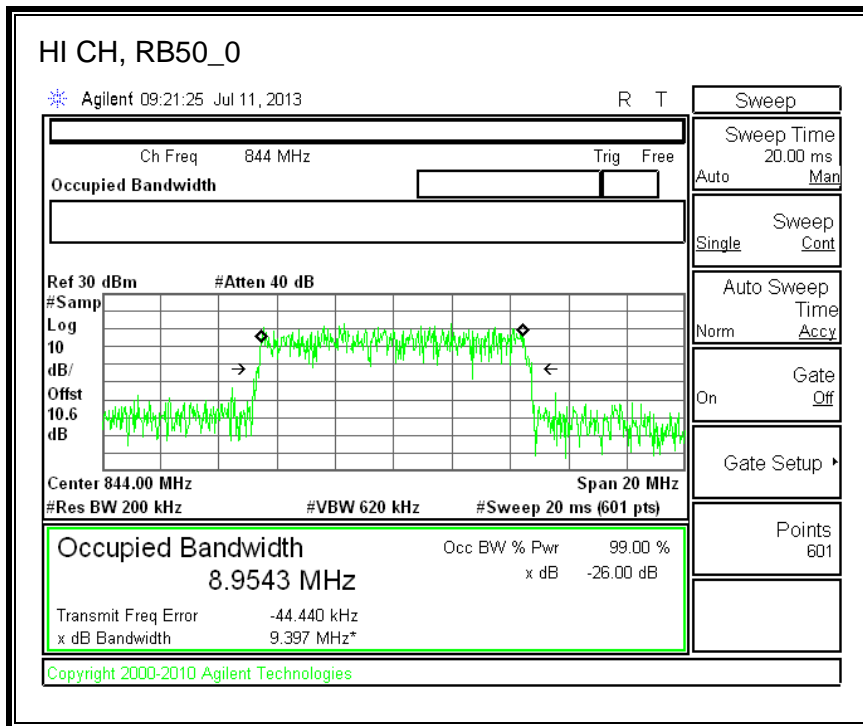 HI CH, RB50_0
Agilent 09:21:25 Jul 11, 2013 R T
Ch Freq 844 MHz Trig Free
Occupied Bandwidth
Ref 30 dBm #Atten 40 dB
#Samp
Log
10
dB/
Offst
10.6
dB
Center 844.00 MHz Span 20 MHz
#Res BW 200 kHz #VBW 620 kHz #Sweep 20 ms (601 pts)
Occupied Bandwidth Occ BW % Pwr 99.00 %
8.9543 MHz x dB -26.00 dB
Transmit Freq Error -44.440 kHz
x dB Bandwidth 9.397 MHz*
Copyright 2000-2010 Agilent Technologies
Sweep
Sweep Time
20.00 ms
Auto Man
Sweep
Single Cont
Auto Sweep
Time
Norm Accy
Gate
On Off
Gate Setup
Points
601